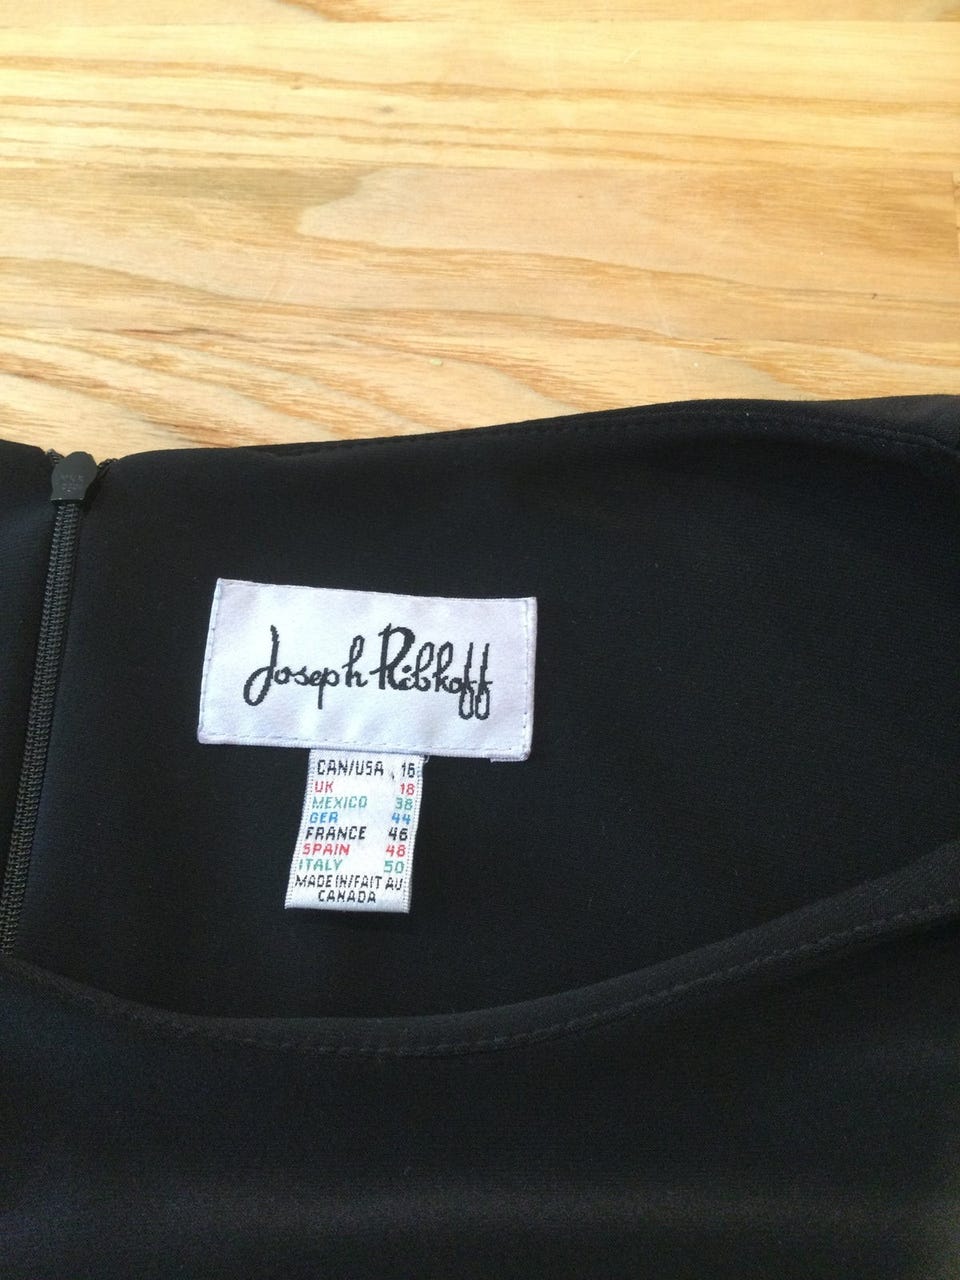 Joseph Ribkoff
CAN/USA 16
UK 18
MEXICO 38
GER 44
FRANCE 46
SPAIN 48
ITALY 50
MADE IN/FAIT AU
CANADA